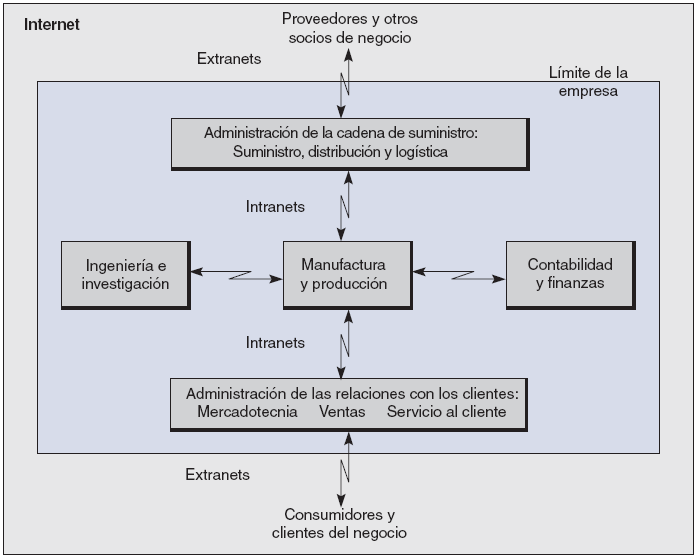 Internet
Proveedores y otros
socios de negocio
Extranets
Límite de la
empresa
Administración de la cadena de suministro:
Suministro, distribución y logística
Intranets
Ingeniería e
investigación
Manufactura
y producción
Contabilidad
y finanzas
Intranets
Administración de las relaciones con los clientes:
Mercadotecnia Ventas Servicio al cliente
Extranets
Consumidores y
clientes del negocio